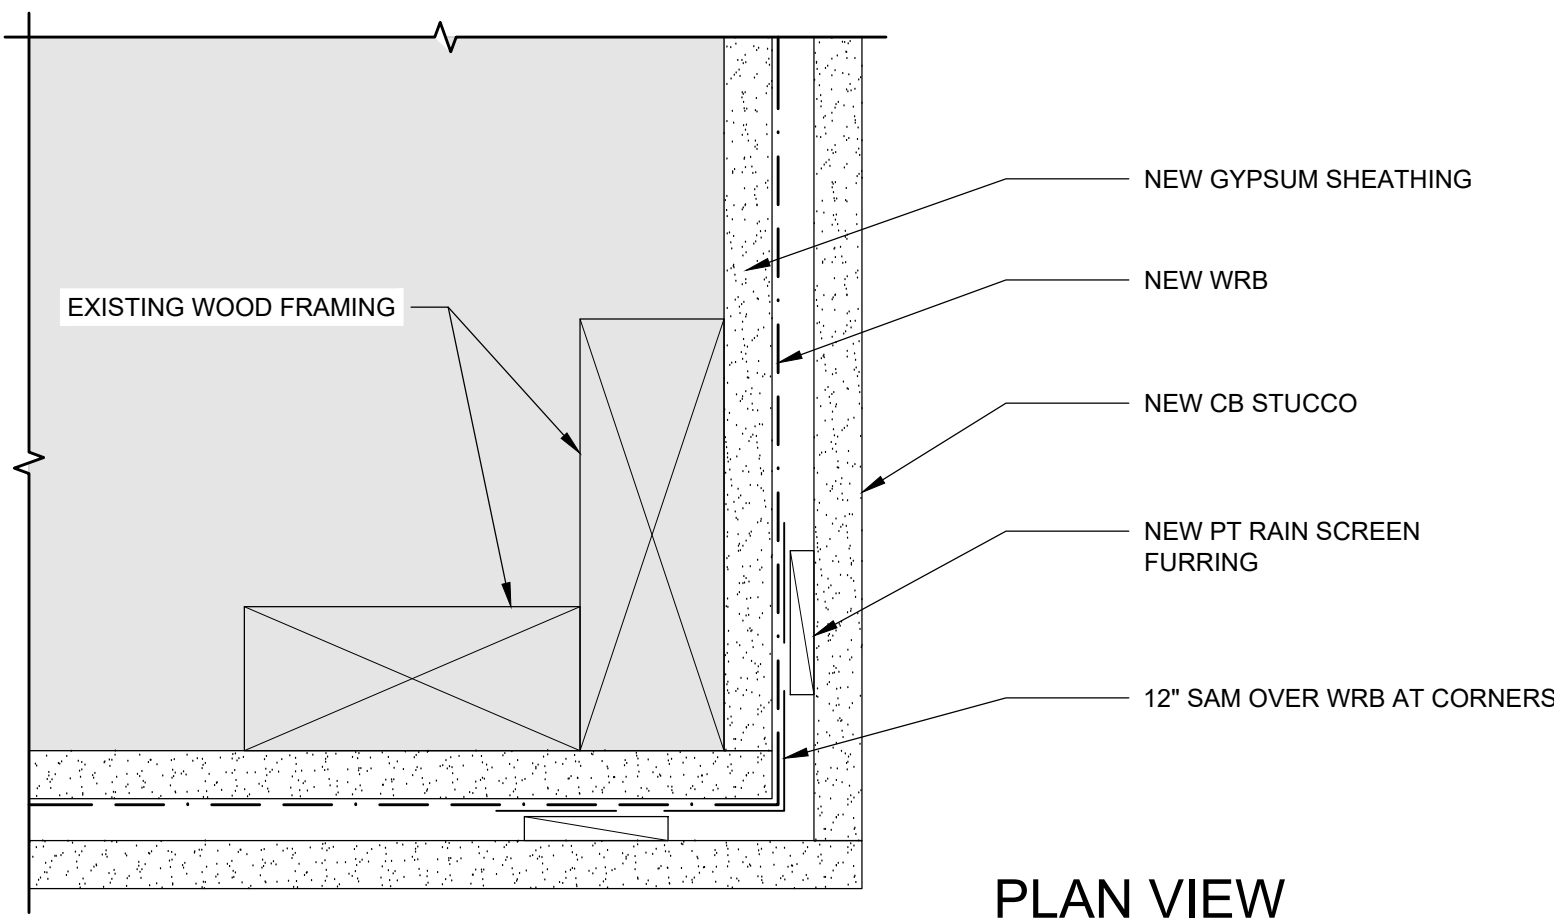 NEW GYPSUM SHEATHING
NEW WRB
EXISTING WOOD FRAMING
NEW CB STUCCO
NEW PT RAIN SCREEN
FURRING
12" SAM OVER WRB AT CORNERS
PLAN VIEW